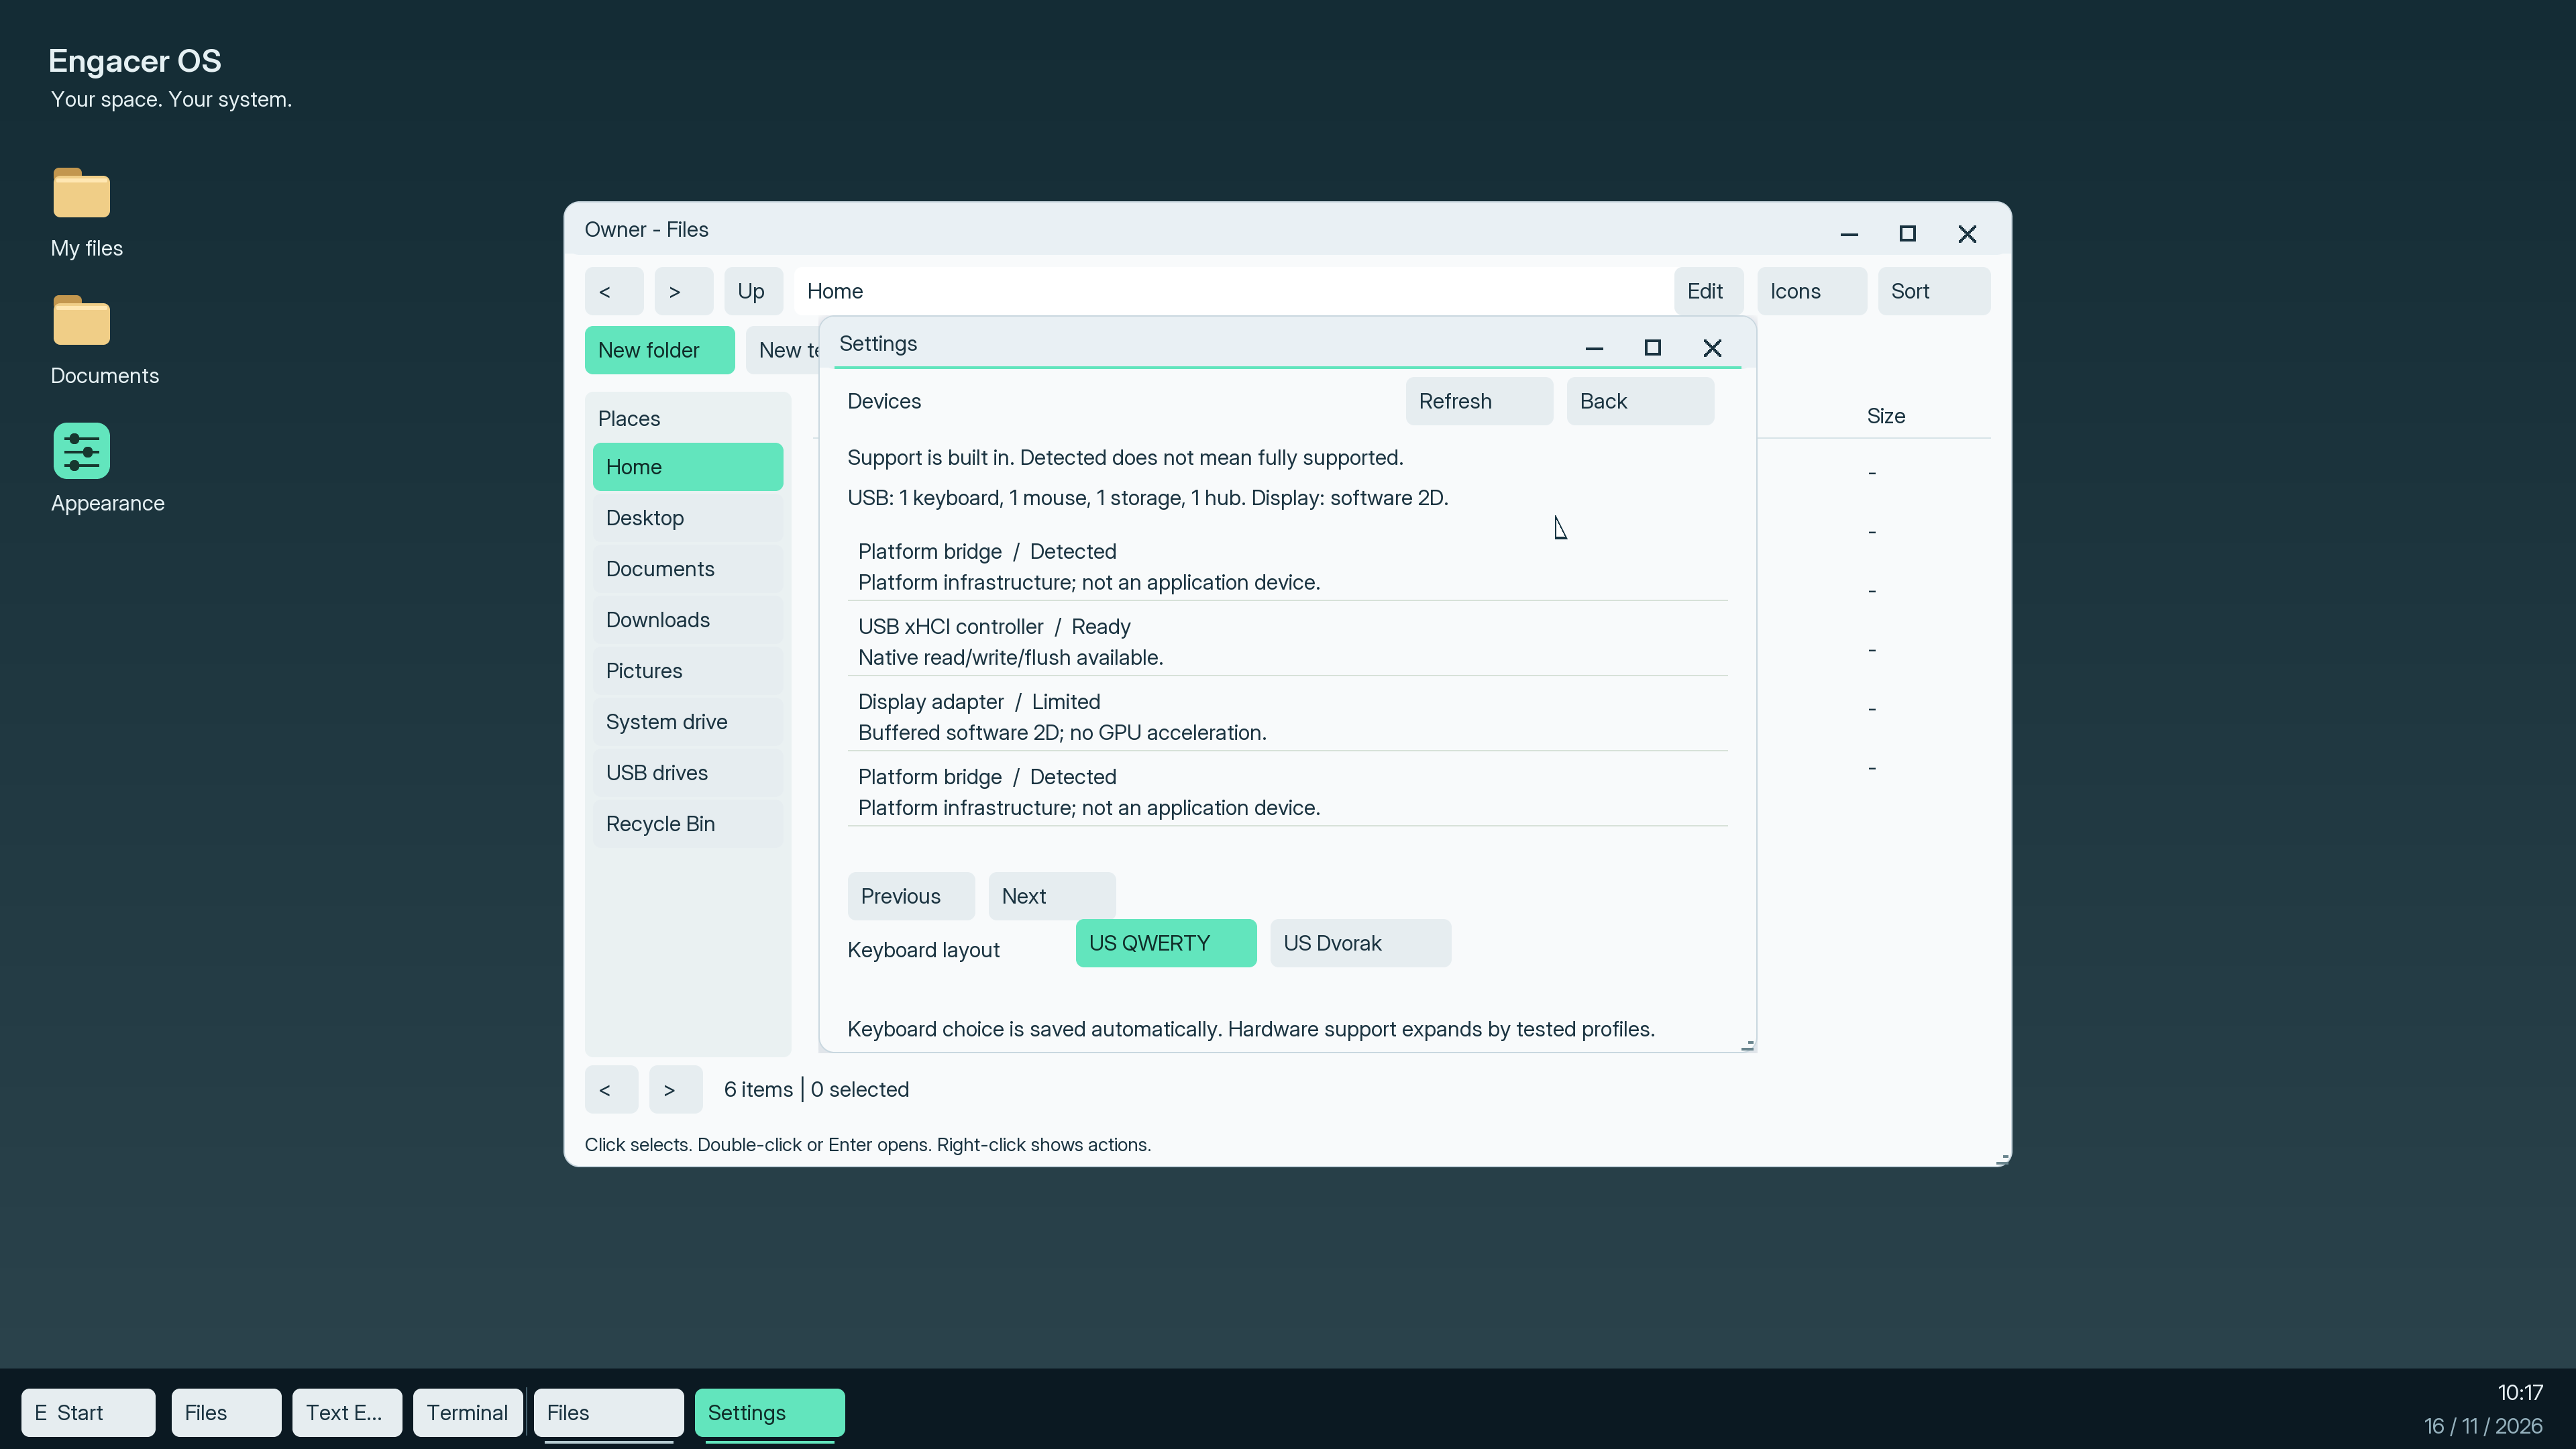 Engacer OS
Your space. Your system.
My files
Documents
Appearance
Owner - Files
< > Up Home Edit Icons Sort
New folder New te
Settings
Places
Home
Desktop
Documents
Downloads
Pictures
System drive
USB drives
Recycle Bin
Devices Refresh Back
Support is built in. Detected does not mean fully supported.
USB: 1 keyboard, 1 mouse, 1 storage, 1 hub. Display: software 2D.
Platform bridge / Detected
Platform infrastructure; not an application device.
USB xHCI controller / Ready
Native read/write/flush available.
Display adapter / Limited
Buffered software 2D; no GPU acceleration.
Platform bridge / Detected
Platform infrastructure; not an application device.
Previous Next
Keyboard layout US QWERTY US Dvorak
Keyboard choice is saved automatically. Hardware support expands by tested profiles.
Size
-
-
-
-
-
-
< > 6 items | 0 selected
Click selects. Double-click or Enter opens. Right-click shows actions.
E Start Files Text E... Terminal Files Settings
10:17
16 / 11 / 2026